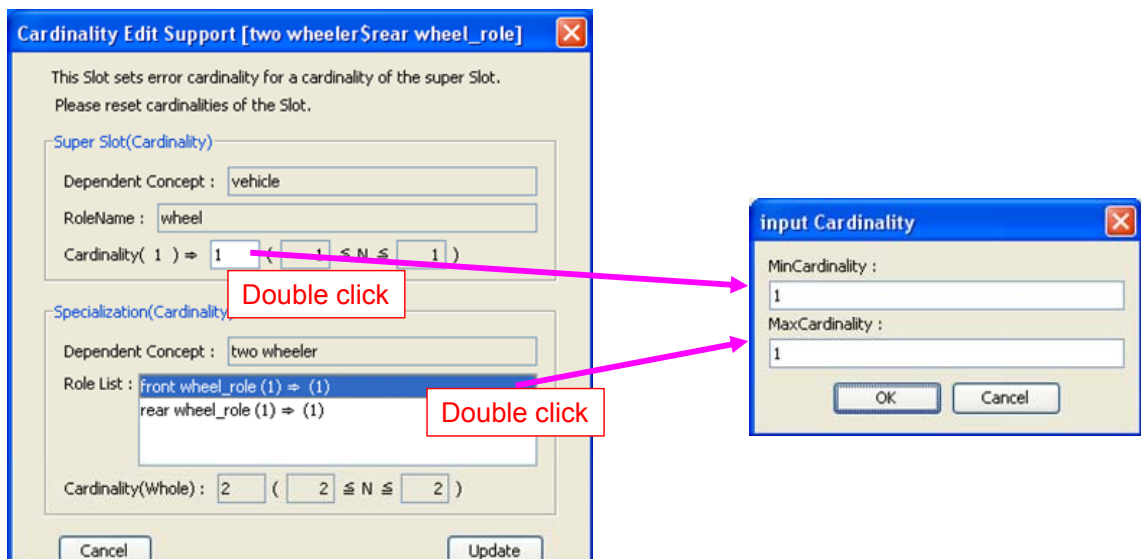 Cardinality Edit Support [two wheeler$rear wheel_role]
This Slot sets error cardinality for a cardinality of the super Slot.
Please reset cardinalities of the Slot.
Super Slot(Cardinality)
Dependent Concept : vehicle
RoleName : wheel
Cardinality( 1 ) ⇒ 1 ( 1 ≦ N ≦ 1 )
Double click
Specialization(Cardinality)
Dependent Concept : two wheeler
Role List : front wheel_role (1) ⇒ (1)
rear wheel_role (1) ⇒ (1)
Double click
Cardinality(Whole) : 2 ( 2 ≦ N ≦ 2 )
Cancel Update
input Cardinality
MinCardinality :
1
MaxCardinality :
1
OK Cancel